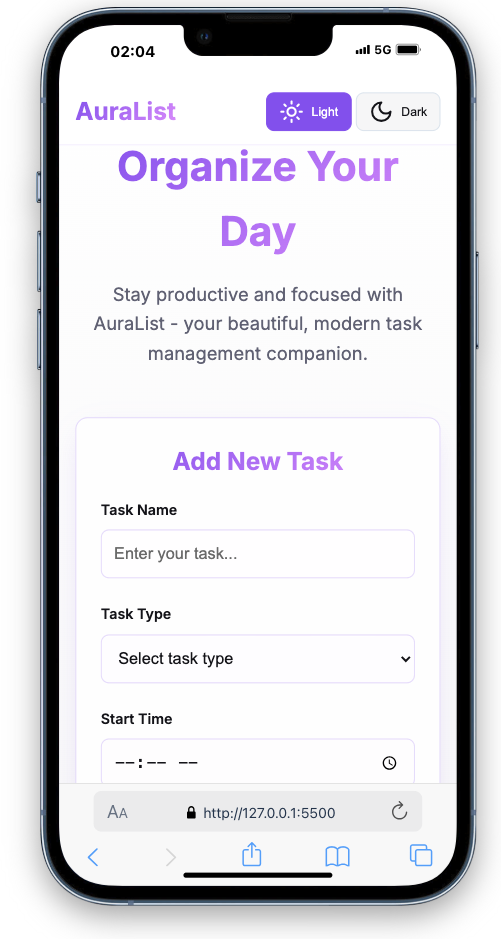 02:04
5G
AuraList
Light
Dark
Organize Your
Day
Stay productive and focused with
AuraList - your beautiful, modern task
management companion.
Add New Task
Task Name
Enter your task...
Task Type
Select task type
Start Time
--:-- --
AA
http://127.0.0.1:5500